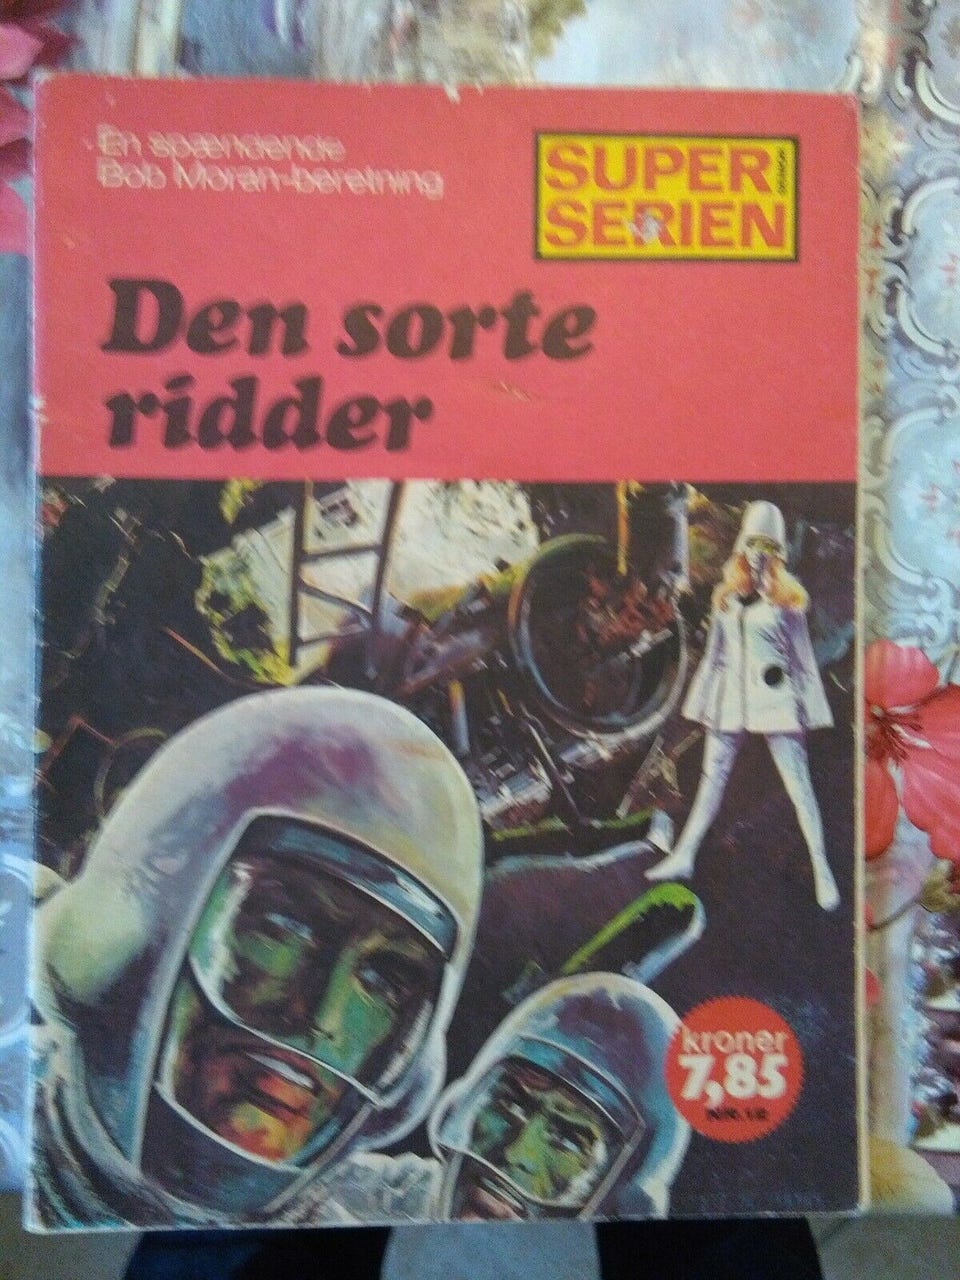 En spændende
Bob Moran-beretning
SUPER
SERIEN
Den sorte
ridder
kroner
7,85